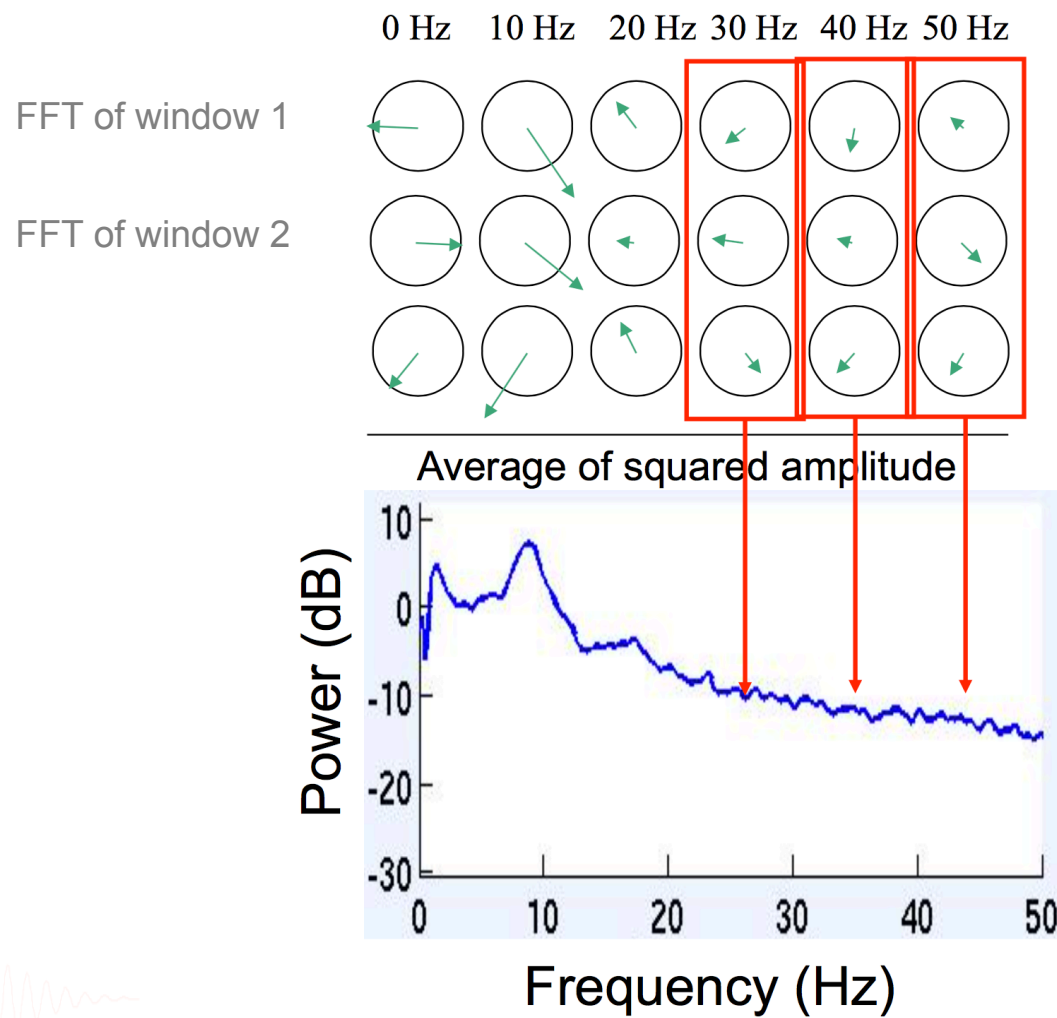 0 Hz 10 Hz 20 Hz 30 Hz 40 Hz 50 Hz
FFT of window 1
FFT of window 2
Average of squared amplitude
Power (dB)
10
0
-10
-20
-30
0 10 20 30 40 50
Frequency (Hz)